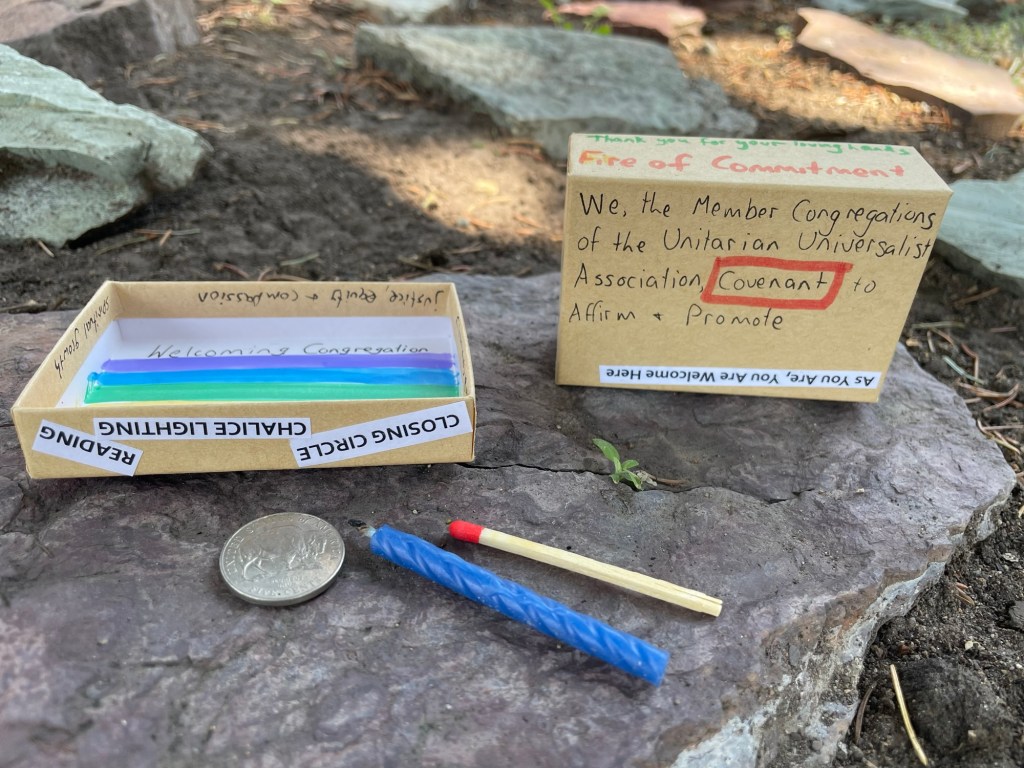 Justice, equity + compassion
spiritual growth
Welcoming Congregation
READING
CHALICE LIGHTING
CLOSING CIRCLE
Thank you for your loving hands
Fire of Commitment
We, the Member Congregations
of the Unitarian Universalist
Association, Covenant to
Affirm + Promote
As You Are, You Are Welcome Here